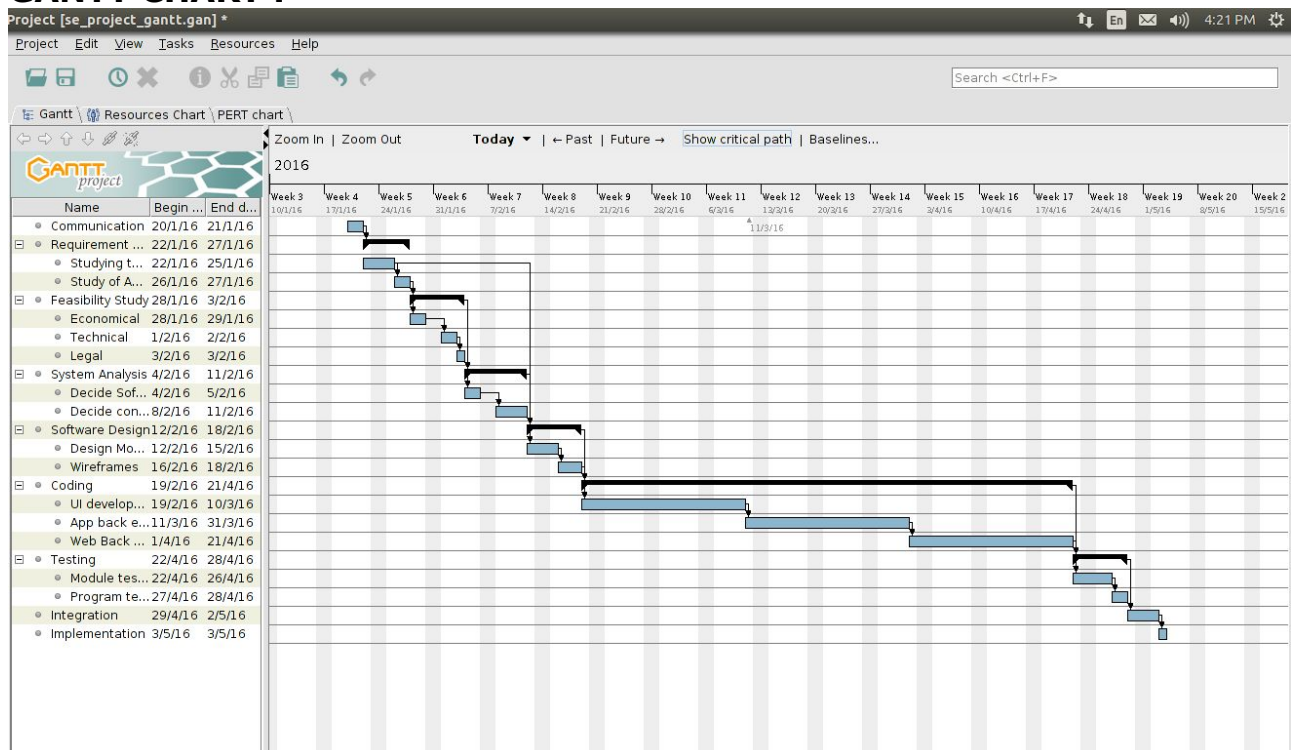 GANTT CHART :
Project [se_project_gantt.gan] *
En 4:21 PM
Project Edit View Tasks Resources Help
Search <Ctrl+F>
Gantt Resources Chart PERT chart
Zoom In | Zoom Out Today ▾ | ← Past | Future → Show critical path | Baselines...
GANTT project
2016
Week 3 Week 4 Week 5 Week 6 Week 7 Week 8 Week 9 Week 10 Week 11 Week 12 Week 13 Week 14 Week 15 Week 16 Week 17 Week 18 Week 19 Week 20 Week 2
10/1/16 17/1/16 24/1/16 31/1/16 7/2/16 14/2/16 21/2/16 28/2/16 6/3/16 13/3/16 20/3/16 27/3/16 3/4/16 10/4/16 17/4/16 24/4/16 1/5/16 8/5/16 15/5/16
Name Begin ... End d...
11/3/16
Communication 20/1/16 21/1/16
Requirement ... 22/1/16 27/1/16
Studying t... 22/1/16 25/1/16
Study of A... 26/1/16 27/1/16
Feasibility Study 28/1/16 3/2/16
Economical 28/1/16 29/1/16
Technical 1/2/16 2/2/16
Legal 3/2/16 3/2/16
System Analysis 4/2/16 11/2/16
Decide Sof... 4/2/16 5/2/16
Decide con... 8/2/16 11/2/16
Software Design 12/2/16 18/2/16
Design Mo... 12/2/16 15/2/16
Wireframes 16/2/16 18/2/16
Coding 19/2/16 21/4/16
UI develop... 19/2/16 10/3/16
App back e... 11/3/16 31/3/16
Web Back ... 1/4/16 21/4/16
Testing 22/4/16 28/4/16
Module tes... 22/4/16 26/4/16
Program te... 27/4/16 28/4/16
Integration 29/4/16 2/5/16
Implementation 3/5/16 3/5/16